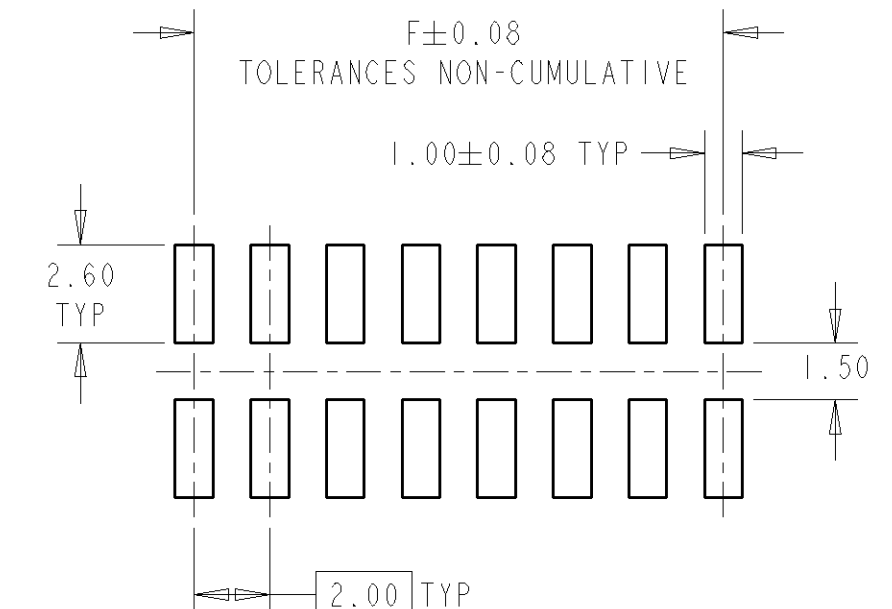 F±0.08
TOLERANCES NON-CUMULATIVE
1.00±0.08 TYP
2.60
TYP
1.50
2.00 TYP